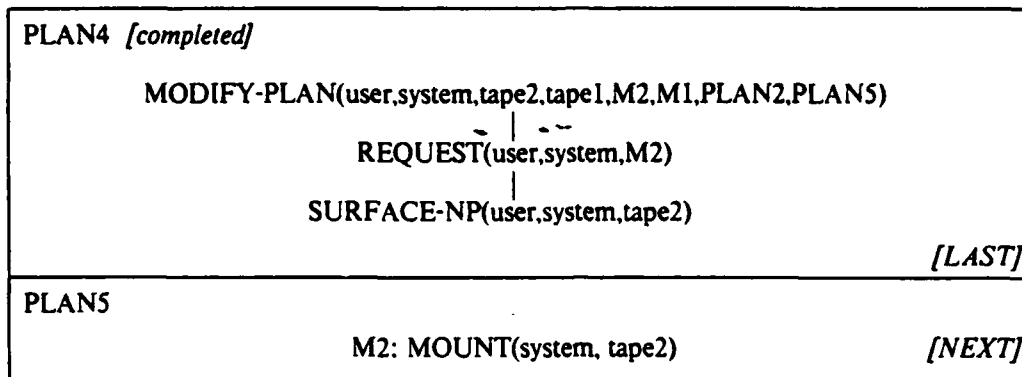 PLAN4 [completed]
MODIFY-PLAN(user,system,tape2,tape1,M2,M1,PLAN2,PLAN5)
REQUEST(user,system,M2)
SURFACE-NP(user,system,tape2)
[LAST]
PLAN5
M2: MOUNT(system, tape2) [NEXT]